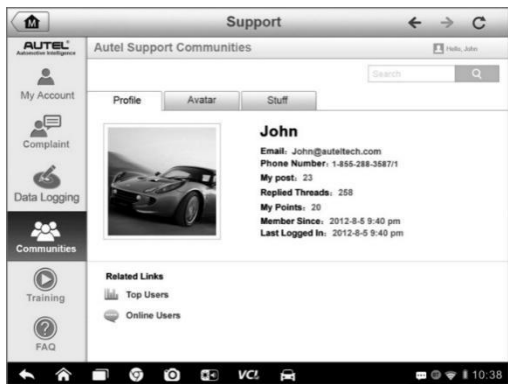 Support
AUTEL
Automotive Intelligence
Autel Support Communities
Hello, John
Search
My Account
Complaint
Data Logging
Communities
Training
FAQ
Profile
Avatar
Stuff
John
Email: John@auteltech.com
Phone Number: 1-855-288-3587/1
My post: 23
Replied Threads: 258
My Points: 20
Member Since: 2012-8-5 9:40 pm
Last Logged In: 2012-8-5 9:40 pm
Related Links
Top Users
Online Users
VCI
10:38